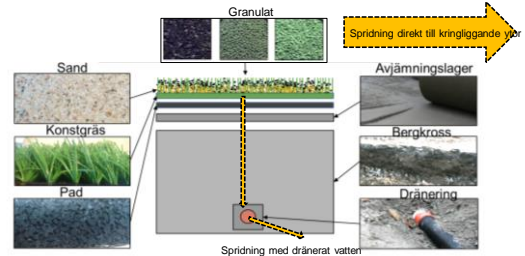 Granulat
Spridning direkt till kringliggande ytor
Sand
Avjämningslager
Konstgräs
Bergkross
Pad
Dränering
Spridning med dränerat vatten